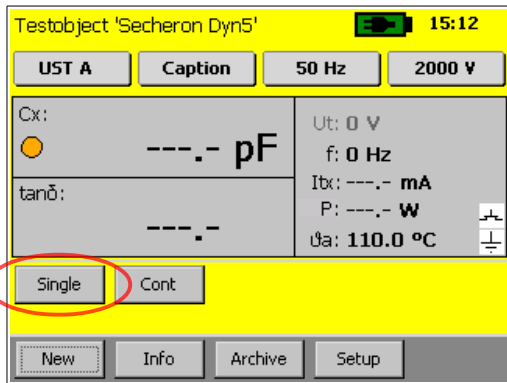 Testobject 'Secheron Dyn5' 15:12
UST A Caption 50 Hz 2000 V
Cx:
---.- pF
tanδ:
---.-
Ut: 0 V
f: 0 Hz
Itx: ---.- mA
P: ---.- W
ϑa: 110.0 ºC
Single Cont
New Info Archive Setup